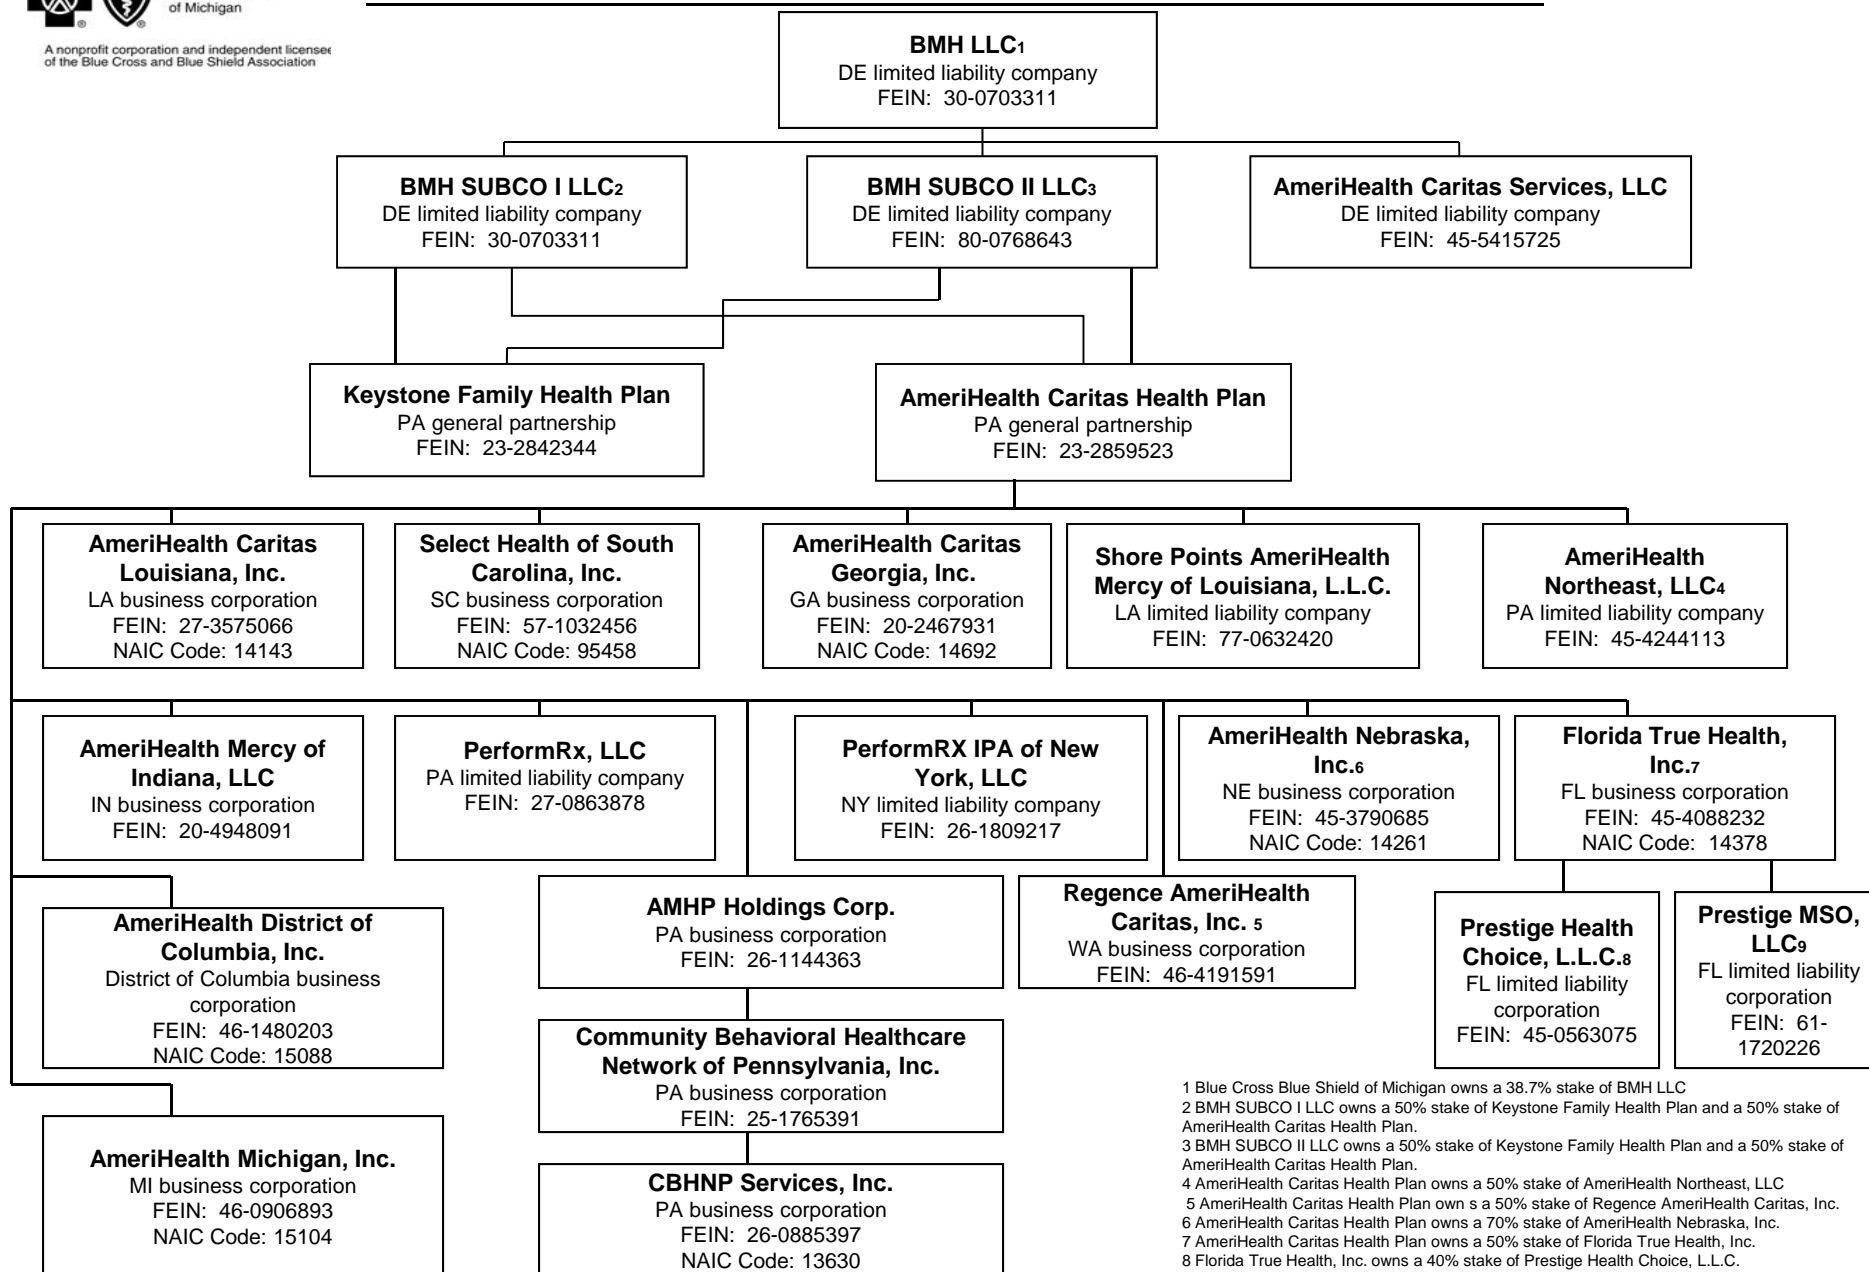 of Michigan
A nonprofit corporation and independent licensee
of the Blue Cross and Blue Shield Association
BMH LLC1
DE limited liability company
FEIN: 30-0703311
BMH SUBCO I LLC2
DE limited liability company
FEIN: 30-0703311
BMH SUBCO II LLC3
DE limited liability company
FEIN: 80-0768643
AmeriHealth Caritas Services, LLC
DE limited liability company
FEIN: 45-5415725
Keystone Family Health Plan
PA general partnership
FEIN: 23-2842344
AmeriHealth Caritas Health Plan
PA general partnership
FEIN: 23-2859523
AmeriHealth Caritas
Louisiana, Inc.
LA business corporation
FEIN: 27-3575066
NAIC Code: 14143
Select Health of South
Carolina, Inc.
SC business corporation
FEIN: 57-1032456
NAIC Code: 95458
AmeriHealth Caritas
Georgia, Inc.
GA business corporation
FEIN: 20-2467931
NAIC Code: 14692
Shore Points AmeriHealth
Mercy of Louisiana, L.L.C.
LA limited liability company
FEIN: 77-0632420
AmeriHealth
Northeast, LLC4
PA limited liability company
FEIN: 45-4244113
AmeriHealth Mercy of
Indiana, LLC
IN business corporation
FEIN: 20-4948091
PerformRx, LLC
PA limited liability company
FEIN: 27-0863878
PerformRX IPA of New
York, LLC
NY limited liability company
FEIN: 26-1809217
AmeriHealth Nebraska,
Inc.6
NE business corporation
FEIN: 45-3790685
NAIC Code: 14261
Florida True Health,
Inc.7
FL business corporation
FEIN: 45-4088232
NAIC Code: 14378
AmeriHealth District of
Columbia, Inc.
District of Columbia business
corporation
FEIN: 46-1480203
NAIC Code: 15088
AMHP Holdings Corp.
PA business corporation
FEIN: 26-1144363
Regence AmeriHealth
Caritas, Inc. 5
WA business corporation
FEIN: 46-4191591
Prestige Health
Choice, L.L.C.8
FL limited liability
corporation
FEIN: 45-0563075
Prestige MSO,
LLC9
FL limited liability
corporation
FEIN: 61-
1720226
Community Behavioral Healthcare
Network of Pennsylvania, Inc.
PA business corporation
FEIN: 25-1765391
AmeriHealth Michigan, Inc.
MI business corporation
FEIN: 46-0906893
NAIC Code: 15104
CBHNP Services, Inc.
PA business corporation
FEIN: 26-0885397
NAIC Code: 13630
1 Blue Cross Blue Shield of Michigan owns a 38.7% stake of BMH LLC
2 BMH SUBCO I LLC owns a 50% stake of Keystone Family Health Plan and a 50% stake of
AmeriHealth Caritas Health Plan.
3 BMH SUBCO II LLC owns a 50% stake of Keystone Family Health Plan and a 50% stake of
AmeriHealth Caritas Health Plan.
4 AmeriHealth Caritas Health Plan owns a 50% stake of AmeriHealth Northeast, LLC
5 AmeriHealth Caritas Health Plan own s a 50% stake of Regence AmeriHealth Caritas, Inc.
6 AmeriHealth Caritas Health Plan owns a 70% stake of AmeriHealth Nebraska, Inc.
7 AmeriHealth Caritas Health Plan owns a 50% stake of Florida True Health, Inc.
8 Florida True Health, Inc. owns a 40% stake of Prestige Health Choice, L.L.C.